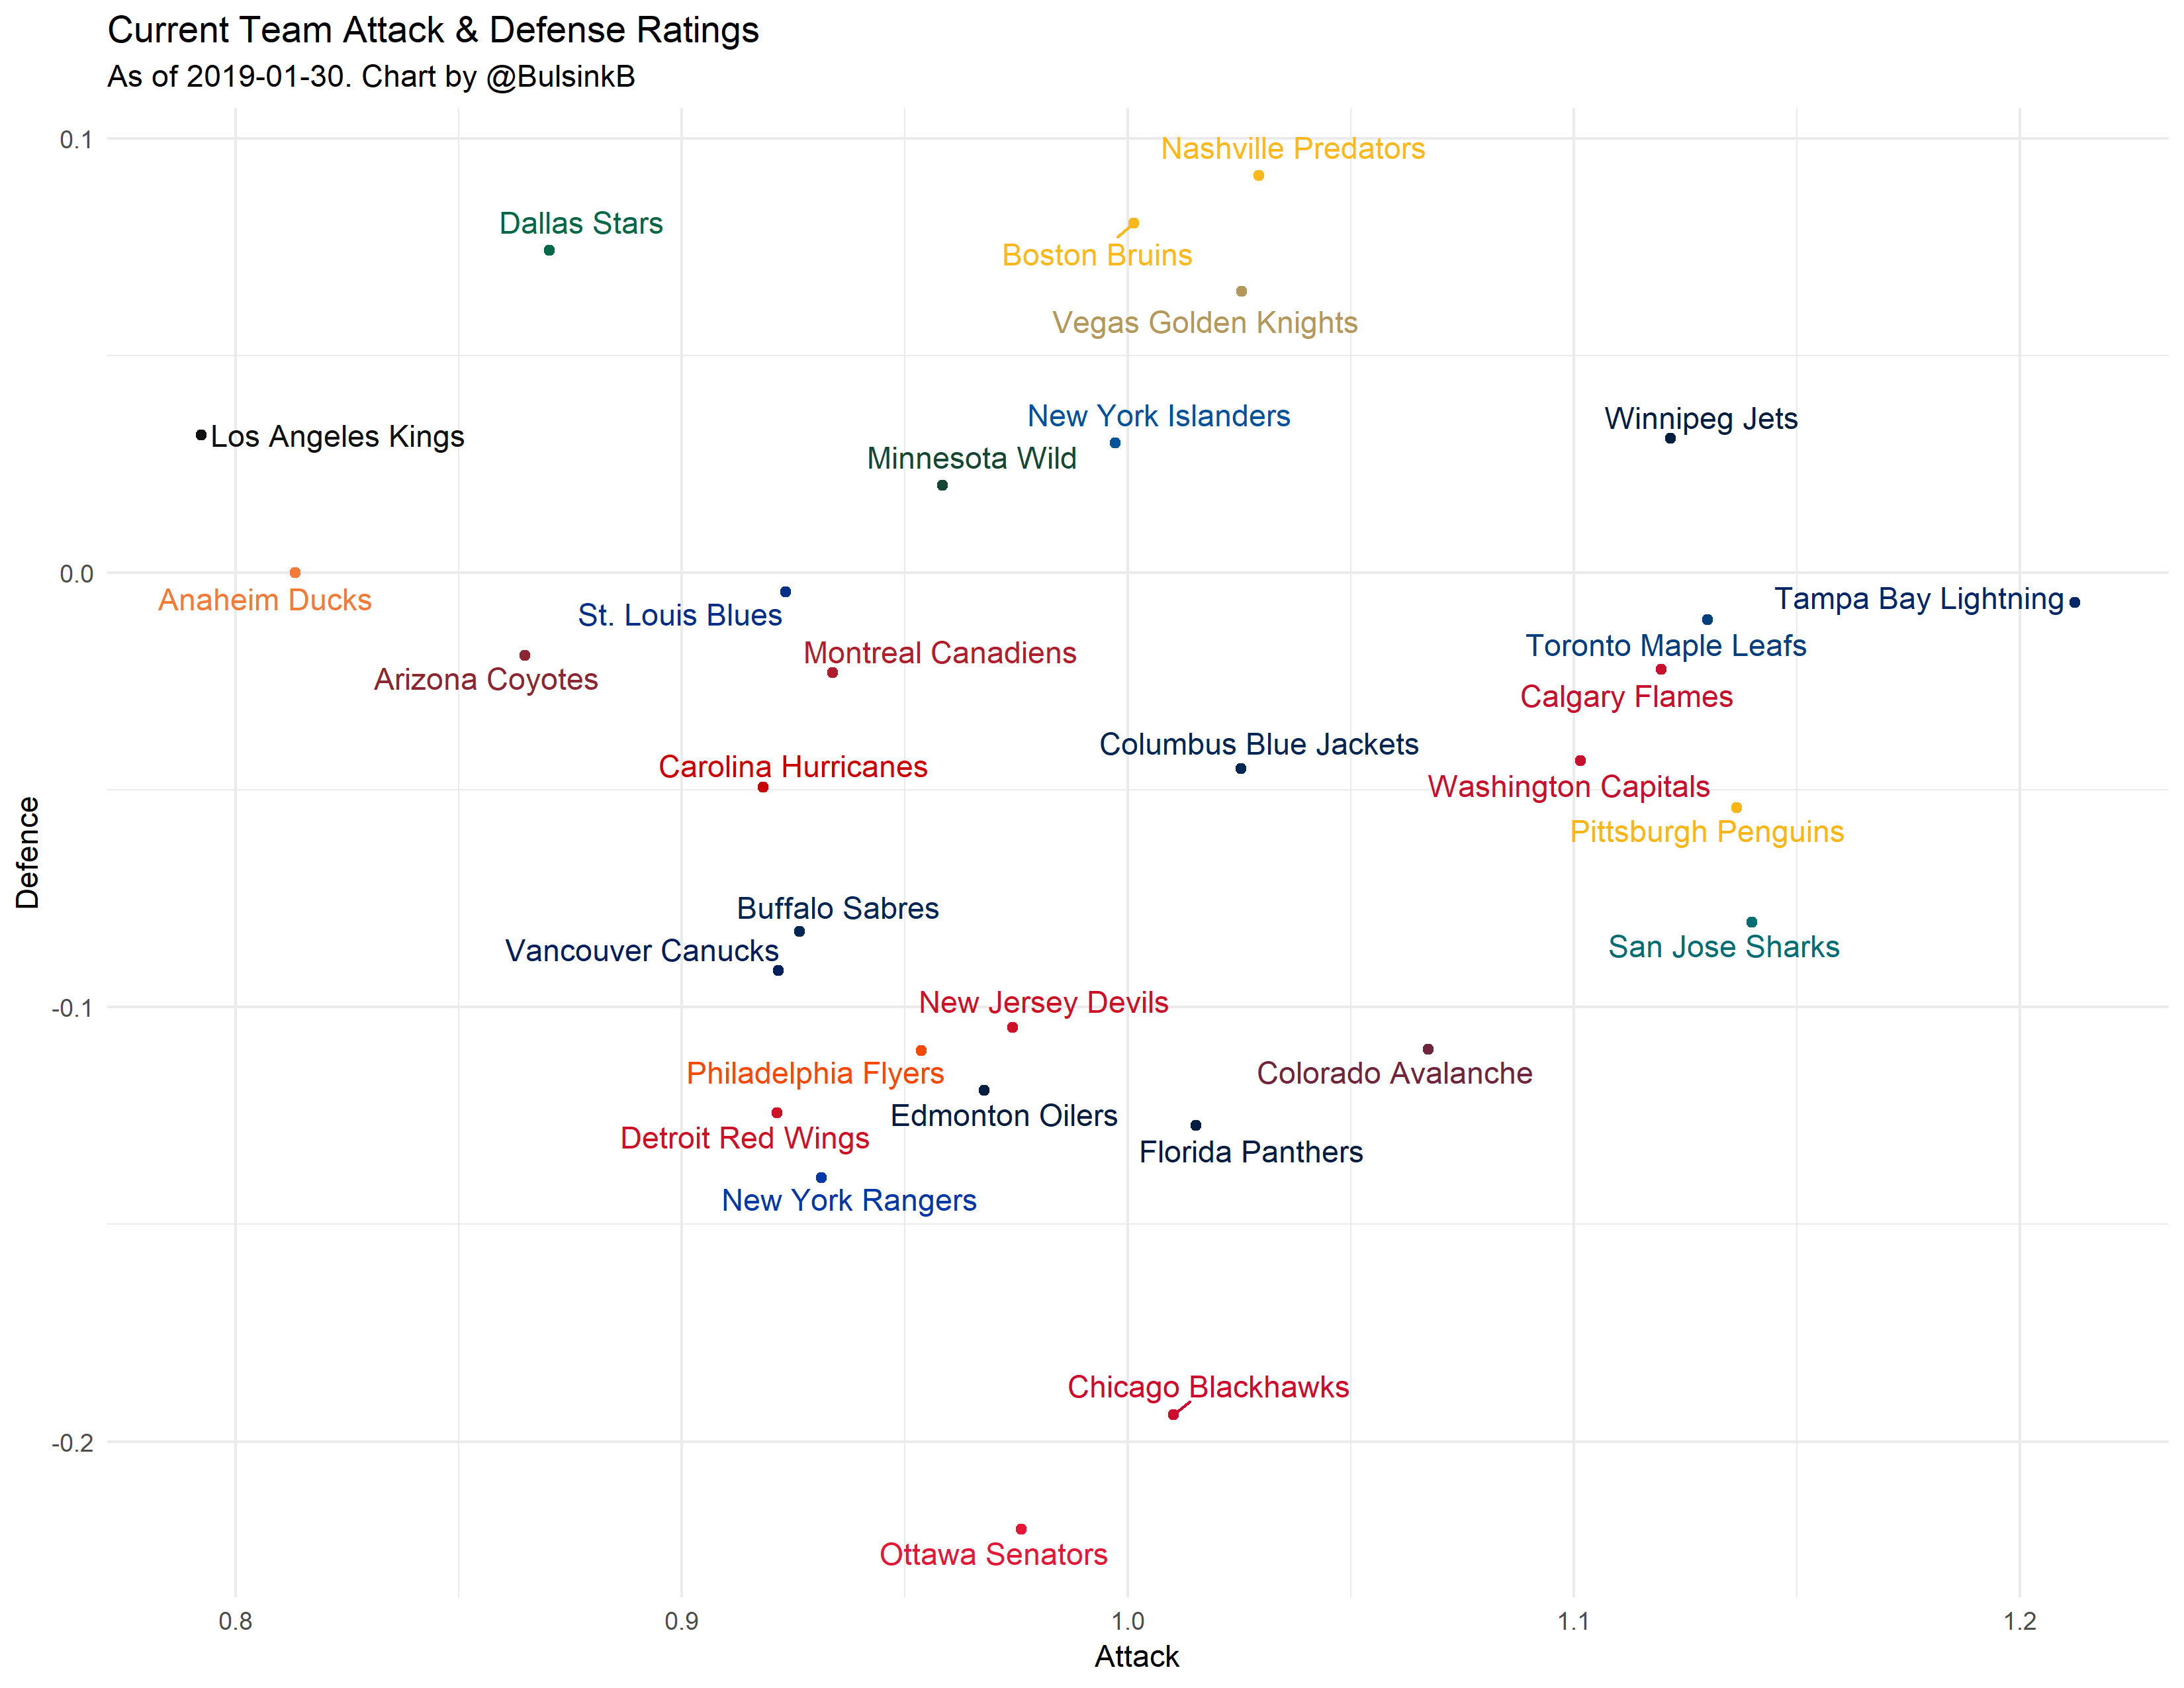 Current Team Attack & Defense Ratings
As of 2019-01-30. Chart by @BulsinkB
0.1
Nashville Predators
Dallas Stars
Boston Bruins
Vegas Golden Knights
New York Islanders
Winnipeg Jets
Los Angeles Kings
Minnesota Wild
0.0
Anaheim Ducks
Tampa Bay Lightning
St. Louis Blues
Toronto Maple Leafs
Montreal Canadiens
Arizona Coyotes
Calgary Flames
Columbus Blue Jackets
Carolina Hurricanes
Washington Capitals
Pittsburgh Penguins
Defence
Buffalo Sabres
San Jose Sharks
Vancouver Canucks
-0.1
New Jersey Devils
Philadelphia Flyers
Colorado Avalanche
Edmonton Oilers
Detroit Red Wings
Florida Panthers
New York Rangers
Chicago Blackhawks
-0.2
Ottawa Senators
0.8
0.9
1.0
1.1
1.2
Attack